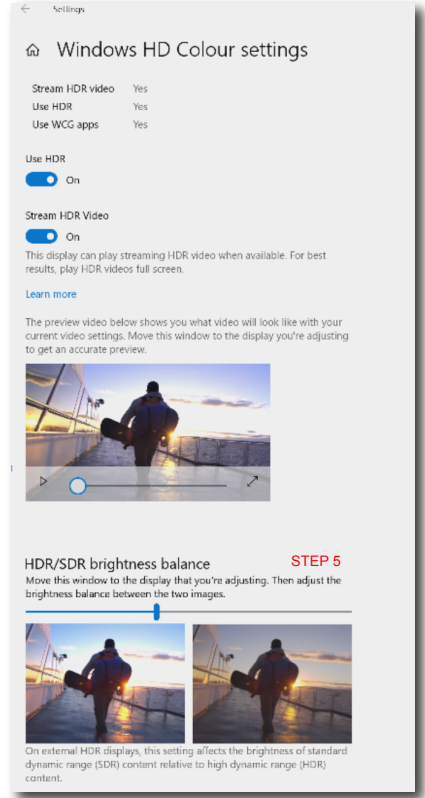 Settings
Windows HD Colour settings
Stream HDR video Yes
Use HDR Yes
Use WCG apps Yes
Use HDR
On
Stream HDR Video
On
This display can play streaming HDR video when available. For best
results, play HDR videos full screen.
Learn more
The preview video below shows you what video will look like with your
current video settings. Move this window to the display you're adjusting
to get an accurate preview.
HDR/SDR brightness balance STEP 5
Move this window to the display that you're adjusting. Then adjust the
brightness balance between the two images.
On external HDR displays, this setting affects the brightness of standard
dynamic range (SDR) content relative to high dynamic range (HDR)
content.